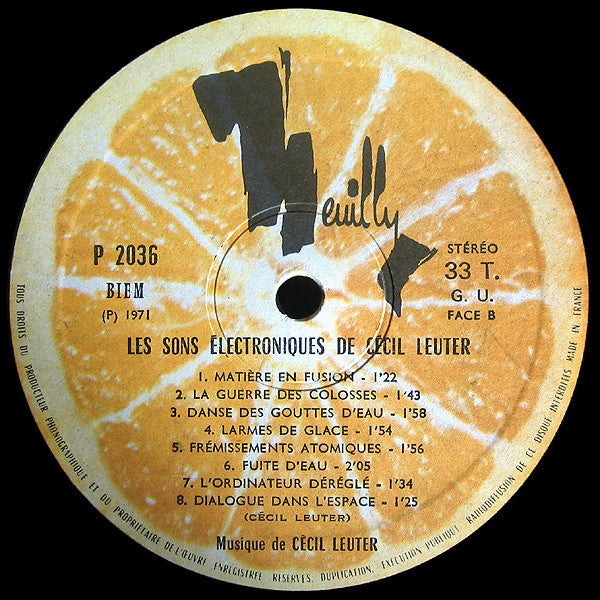 Neuilly
P 2036
BIEM
(P) 1971
STÉRÉO
33 T.
G. U.
FACE B
LES SONS ÉLECTRONIQUES DE CÉCIL LEUTER
1. MATIÈRE EN FUSION - 1'22
2. LA GUERRE DES COLOSSES - 1'43
3. DANSE DES GOUTTES D'EAU - 1'58
4. LARMES DE GLACE - 1'54
5. FRÉMISSEMENTS ATOMIQUES - 1'56
6. FUITE D'EAU - 2'05
7. L'ORDINATEUR DÉRÉGLÉ - 1'34
8. DIALOGUE DANS L'ESPACE - 1'25
(CÉCIL LEUTER)
Musique de CÉCIL LEUTER
TOUS DROITS DU PRODUCTEUR PHONOGRAPHIQUE ET DU PROPRIÉTAIRE DE L'ŒUVRE ENREGISTRÉE RÉSERVÉS. DUPLICATION, EXÉCUTION PUBLIQUE, RADIODIFFUSION DE CE DISQUE INTERDITES MADE IN FRANCE